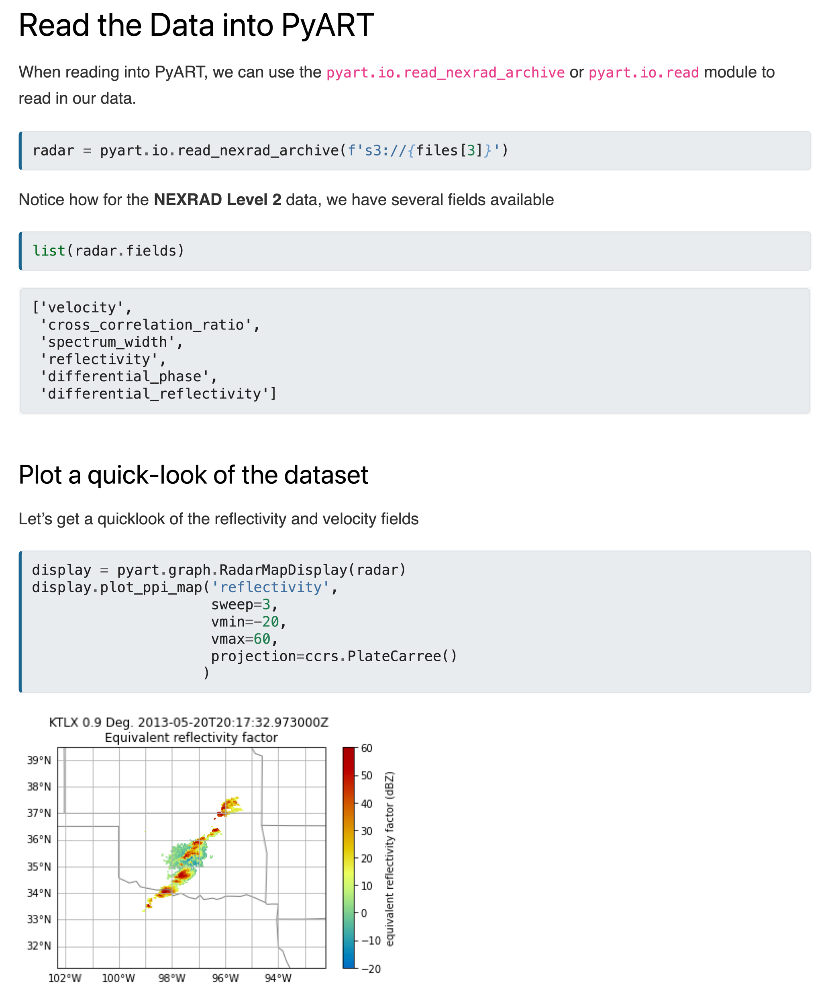 Read the Data into PyART
When reading into PyART, we can use the pyart.io.read_nexrad_archive or pyart.io.read module to
read in our data.
radar = pyart.io.read_nexrad_archive(f's3://{files[3]}')
Notice how for the NEXRAD Level 2 data, we have several fields available
list(radar.fields)
['velocity',
 'cross_correlation_ratio',
 'spectrum_width',
 'reflectivity',
 'differential_phase',
 'differential_reflectivity']
Plot a quick-look of the dataset
Let’s get a quicklook of the reflectivity and velocity fields
display = pyart.graph.RadarMapDisplay(radar)
display.plot_ppi_map('reflectivity',
                     sweep=3,
                     vmin=-20,
                     vmax=60,
                     projection=ccrs.PlateCarree()
                    )
KTLX 0.9 Deg. 2013-05-20T20:17:32.973000Z
Equivalent reflectivity factor
39°N
38°N
37°N
36°N
35°N
34°N
33°N
32°N
102°W 100°W 98°W 96°W 94°W
60
50
40
30
20
10
0
−10
−20
equivalent reflectivity factor (dBZ)